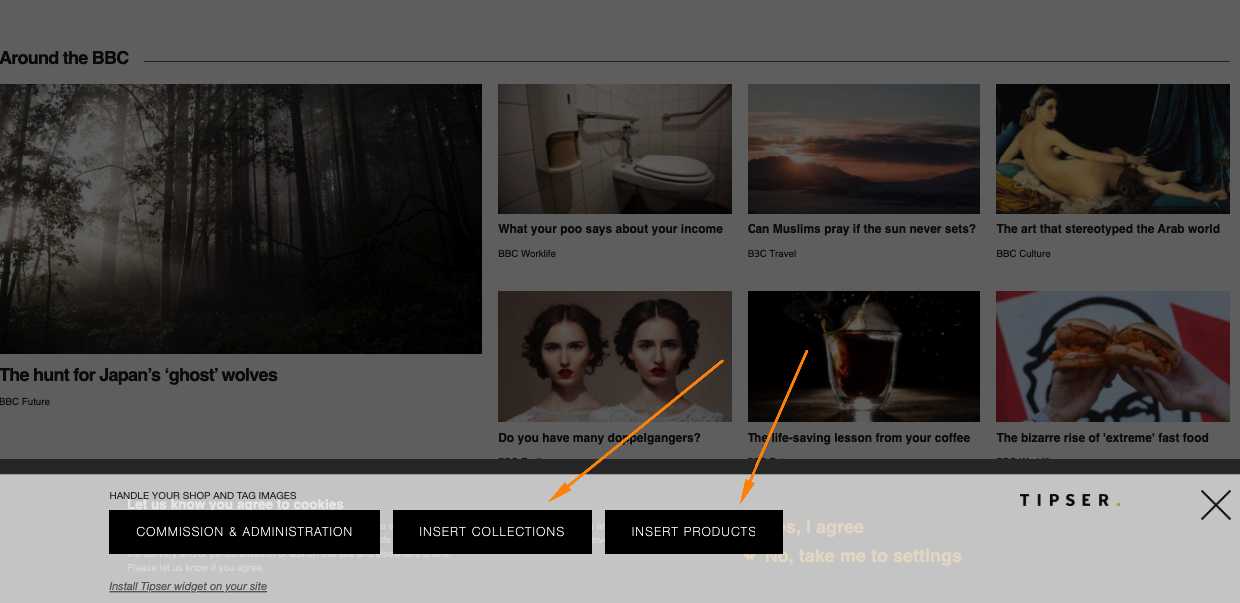 Around the BBC
What your poo says about your income
BBC Worklife
Can Muslims pray if the sun never sets?
BBC Travel
The art that stereotyped the Arab world
BBC Culture
The hunt for Japan's ‘ghost’ wolves
BBC Future
Do you have many doppelgangers?
The life-saving lesson from your coffee
The bizarre rise of 'extreme' fast food
HANDLE YOUR SHOP AND TAG IMAGES
Let us know you agree to cookies
TIPSER.
COMMISSION & ADMINISTRATION
INSERT COLLECTIONS
INSERT PRODUCTS
I agree
No, take me to settings
Please let us know if you agree.
Install Tipser widget on your site